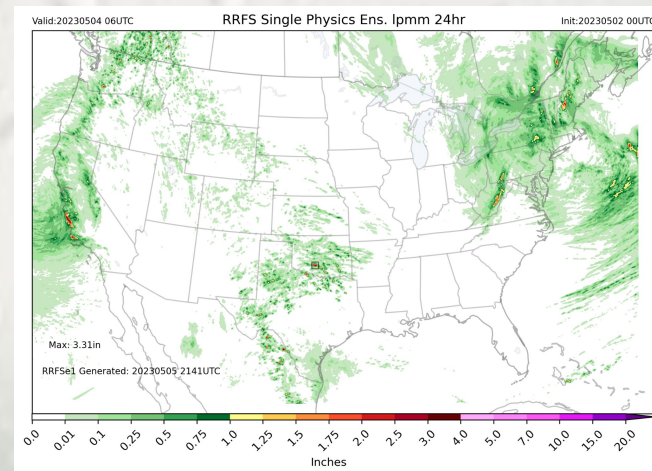 Valid:20230504 06UTC
RRFS Single Physics Ens. lpmm 24hr
Init:20230502 00UTC
Max: 3.31in
RRFSe1 Generated: 20230505 2141UTC
0.0 0.01 0.1 0.25 0.5 0.75 1.0 1.25 1.5 1.75 2.0 2.5 3.0 4.0 5.0 7.0 10.0 15.0 20.0
Inches